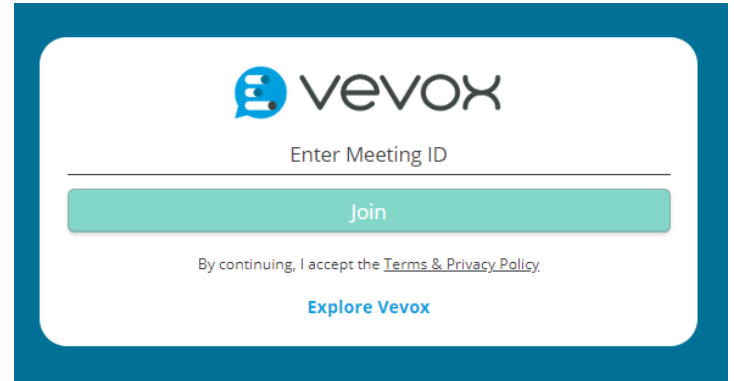 vevox
Enter Meeting ID
Join
By continuing, I accept the Terms & Privacy Policy
Explore Vevox